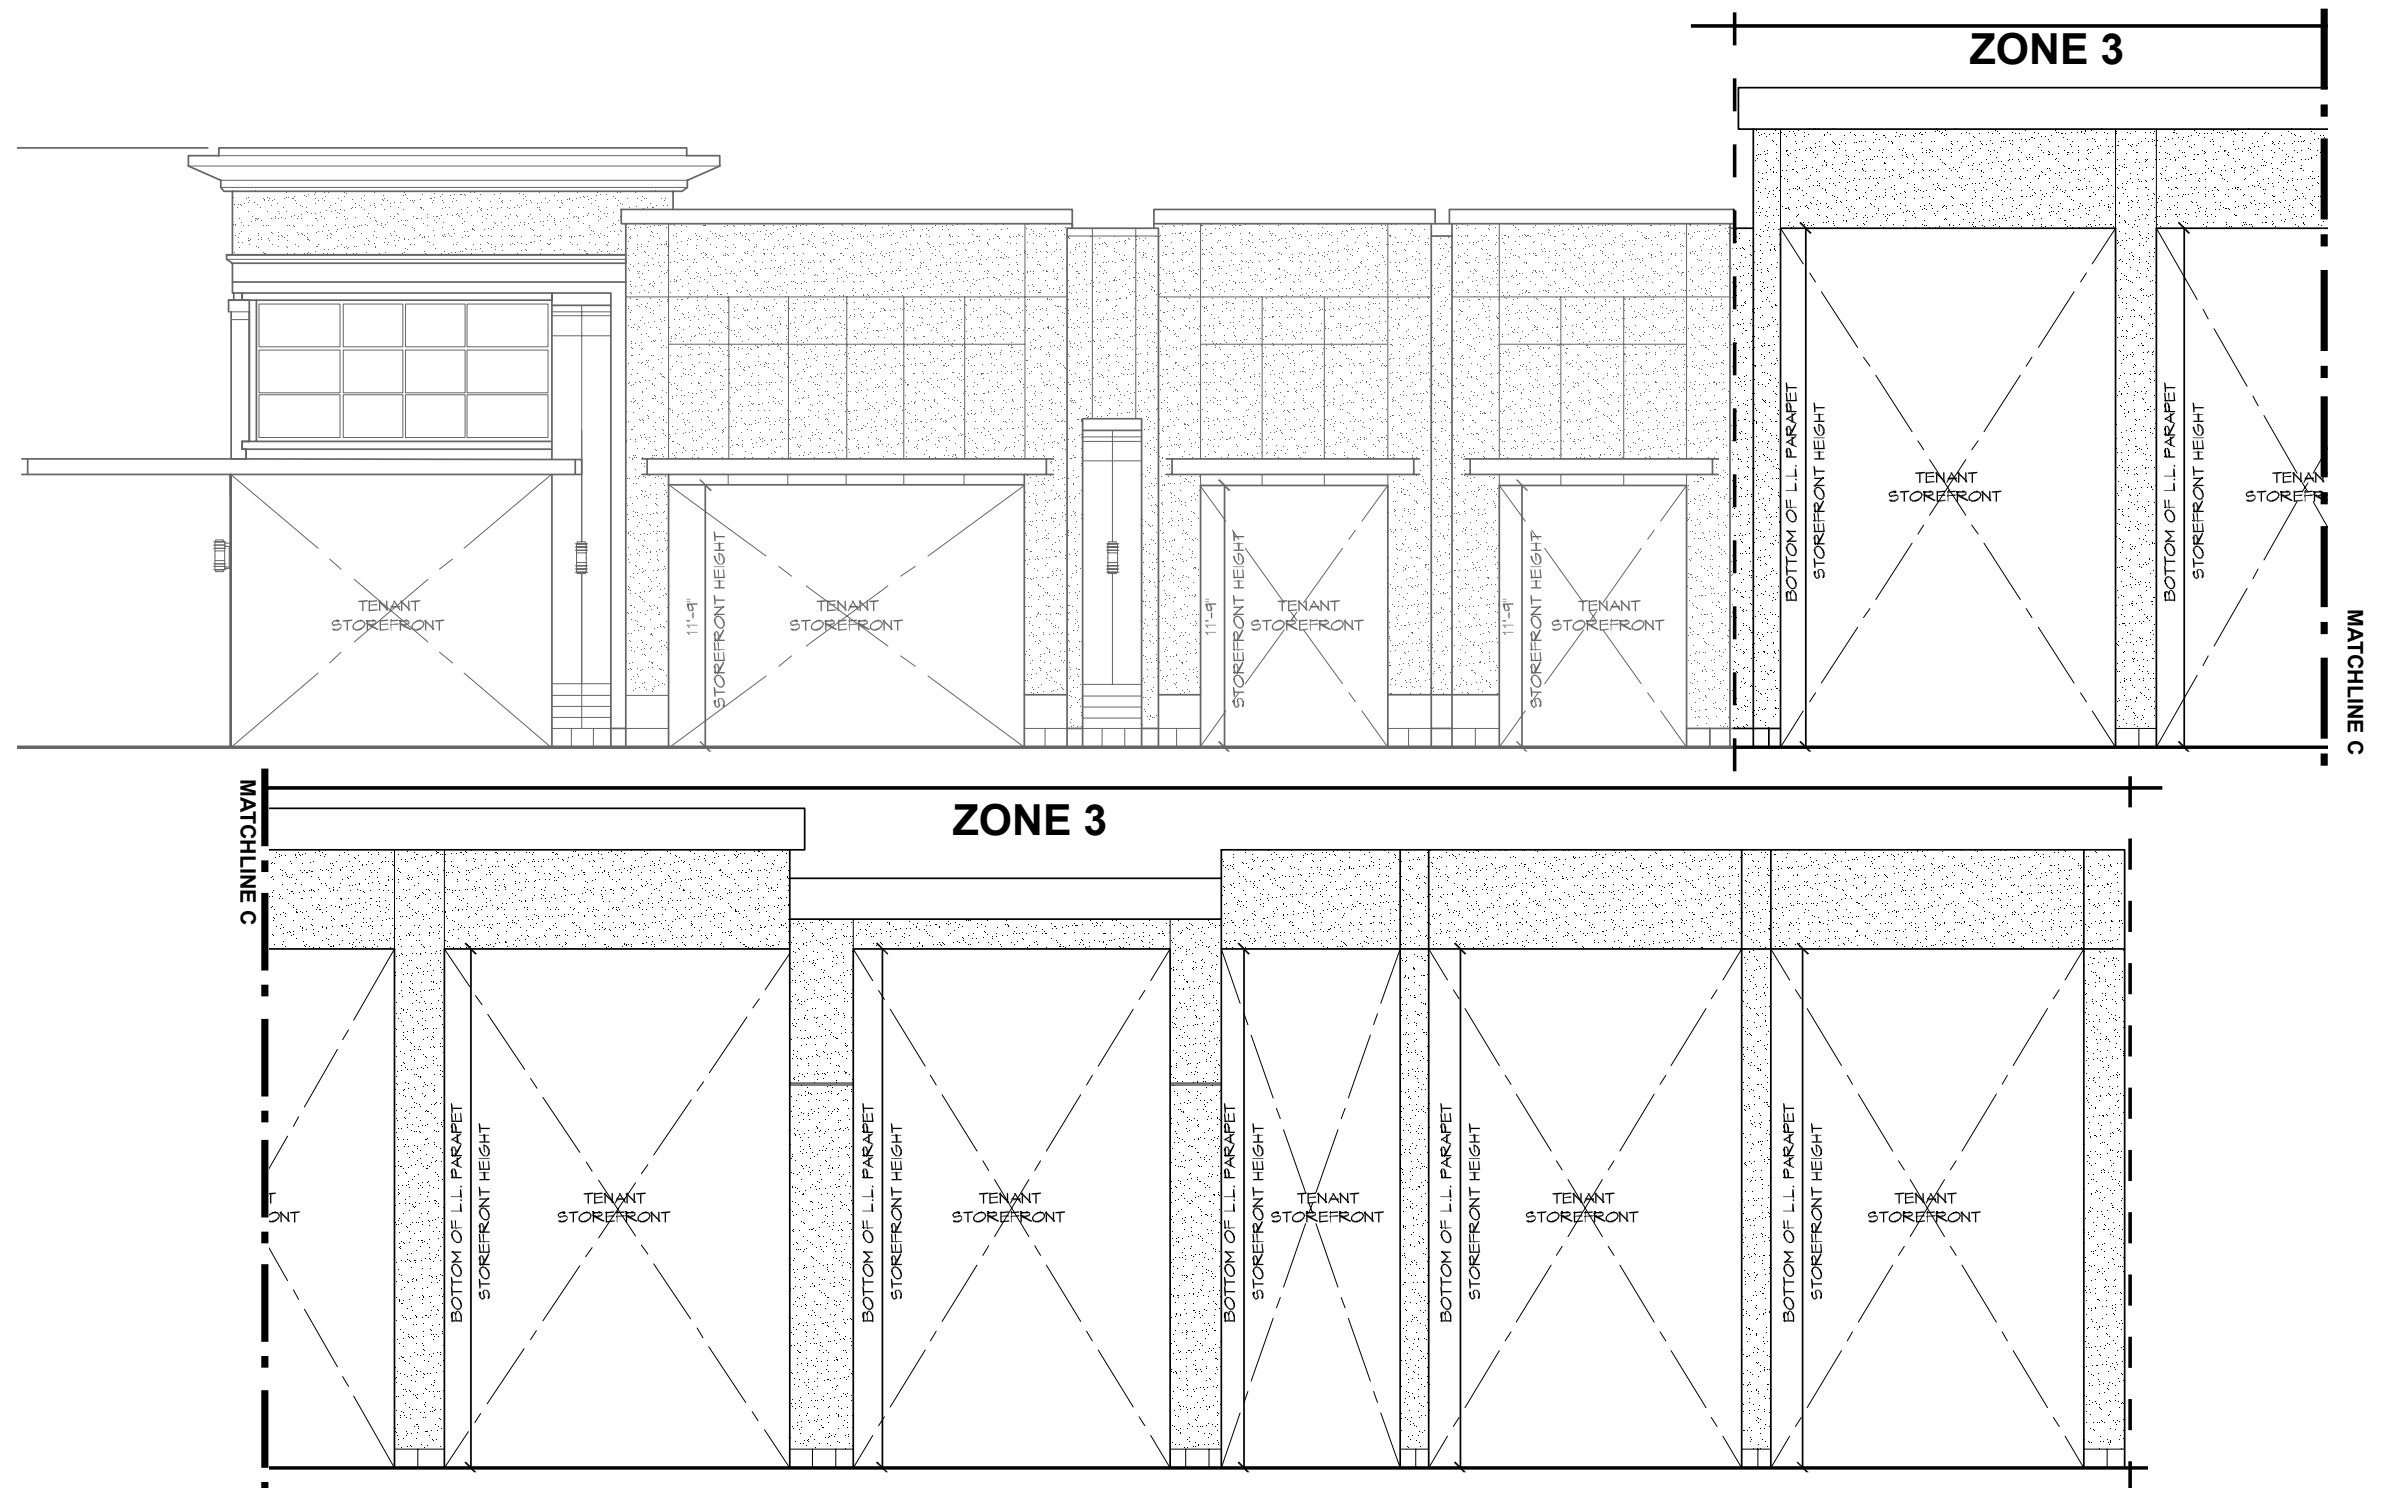 ZONE 3
BOTTOM OF L.L. PARAPET
STOREFRONT HEIGHT
TENANT
STOREFRONT
BOTTOM OF L.L. PARAPET
STOREFRONT HEIGHT
TENAN
STOREFR
MATCHLINE C
TENANT
STOREFRONT
11'-9"
STOREFRONT HEIGHT
TENANT
STOREFRONT
11'-9"
STOREFRONT HEIGHT
TENANT
STOREFRONT
11'-9"
STOREFRONT HEIGHT
TENANT
STOREFRONT
MATCHLINE C
ZONE 3
T
ONT
BOTTOM OF L.L. PARAPET
STOREFRONT HEIGHT
TENANT
STOREFRONT
BOTTOM OF L.L. PARAPET
STOREFRONT HEIGHT
TENANT
STOREFRONT
BOTTOM OF L.L. PARAPET
STOREFRONT HEIGHT
TENANT
STOREFRONT
BOTTOM OF L.L. PARAPET
STOREFRONT HEIGHT
TENANT
STOREFRONT
BOTTOM OF L.L. PARAPET
STOREFRONT HEIGHT
TENANT
STOREFRONT